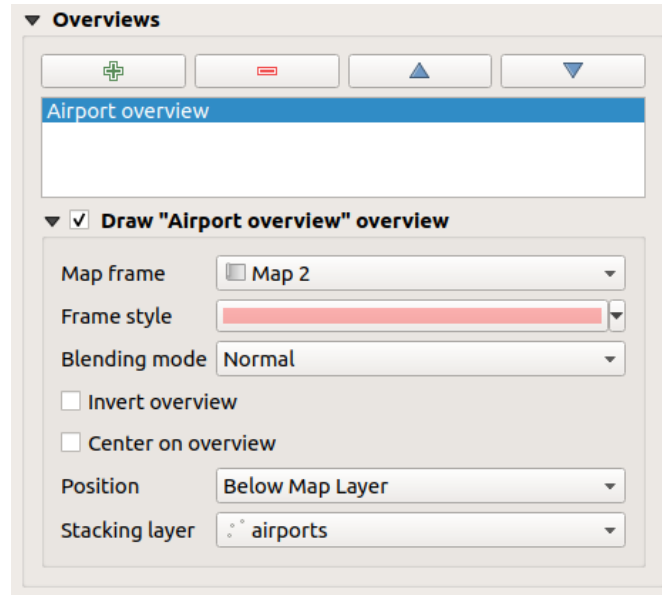 Overviews
Airport overview
Draw "Airport overview" overview
Map frame Map 2
Frame style
Blending mode Normal
Invert overview
Center on overview
Position Below Map Layer
Stacking layer airports